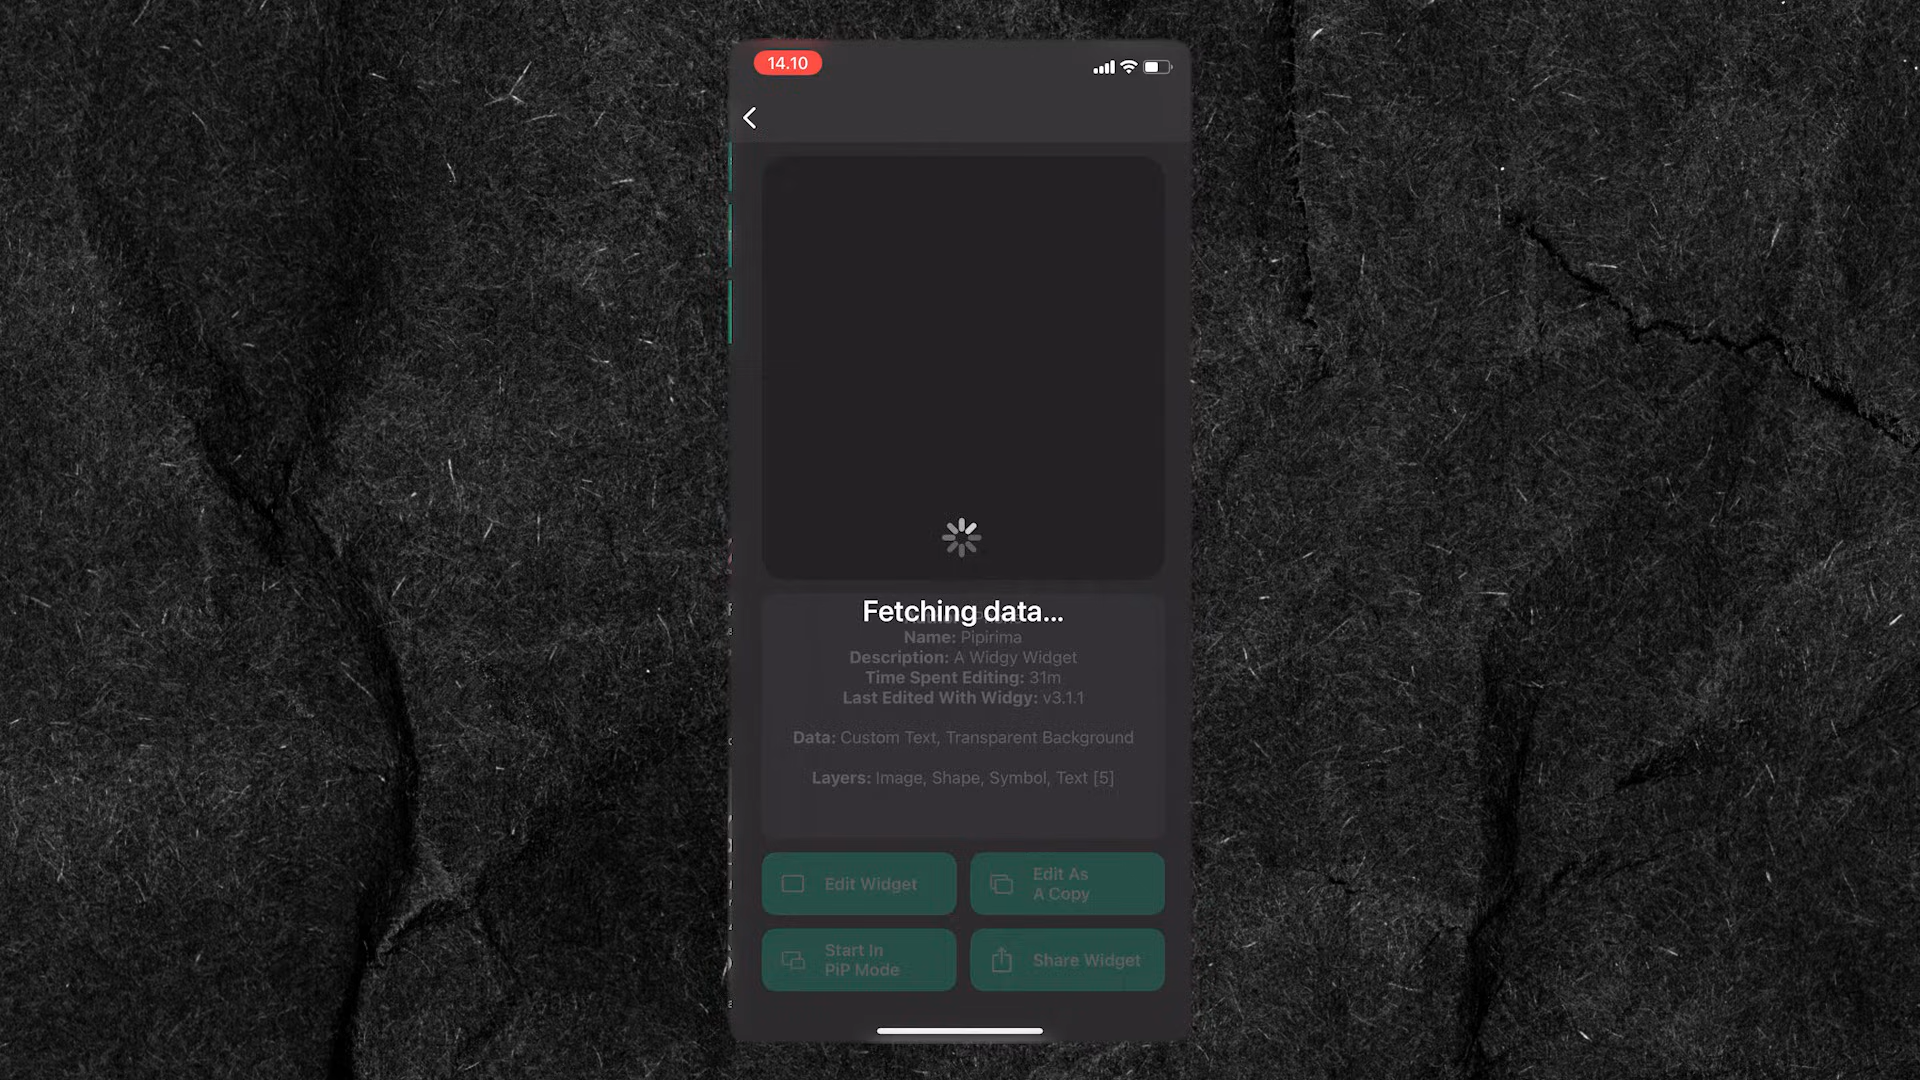 14.10
Fetching data...
Name: Pipirima
Description: A Widgy Widget
Time Spent Editing: 31m
Last Edited With Widgy: v3.1.1
Data: Custom Text, Transparent Background
Layers: Image, Shape, Symbol, Text [5]
Edit Widget
Edit As
A Copy
Start In
PiP Mode
Share Widget